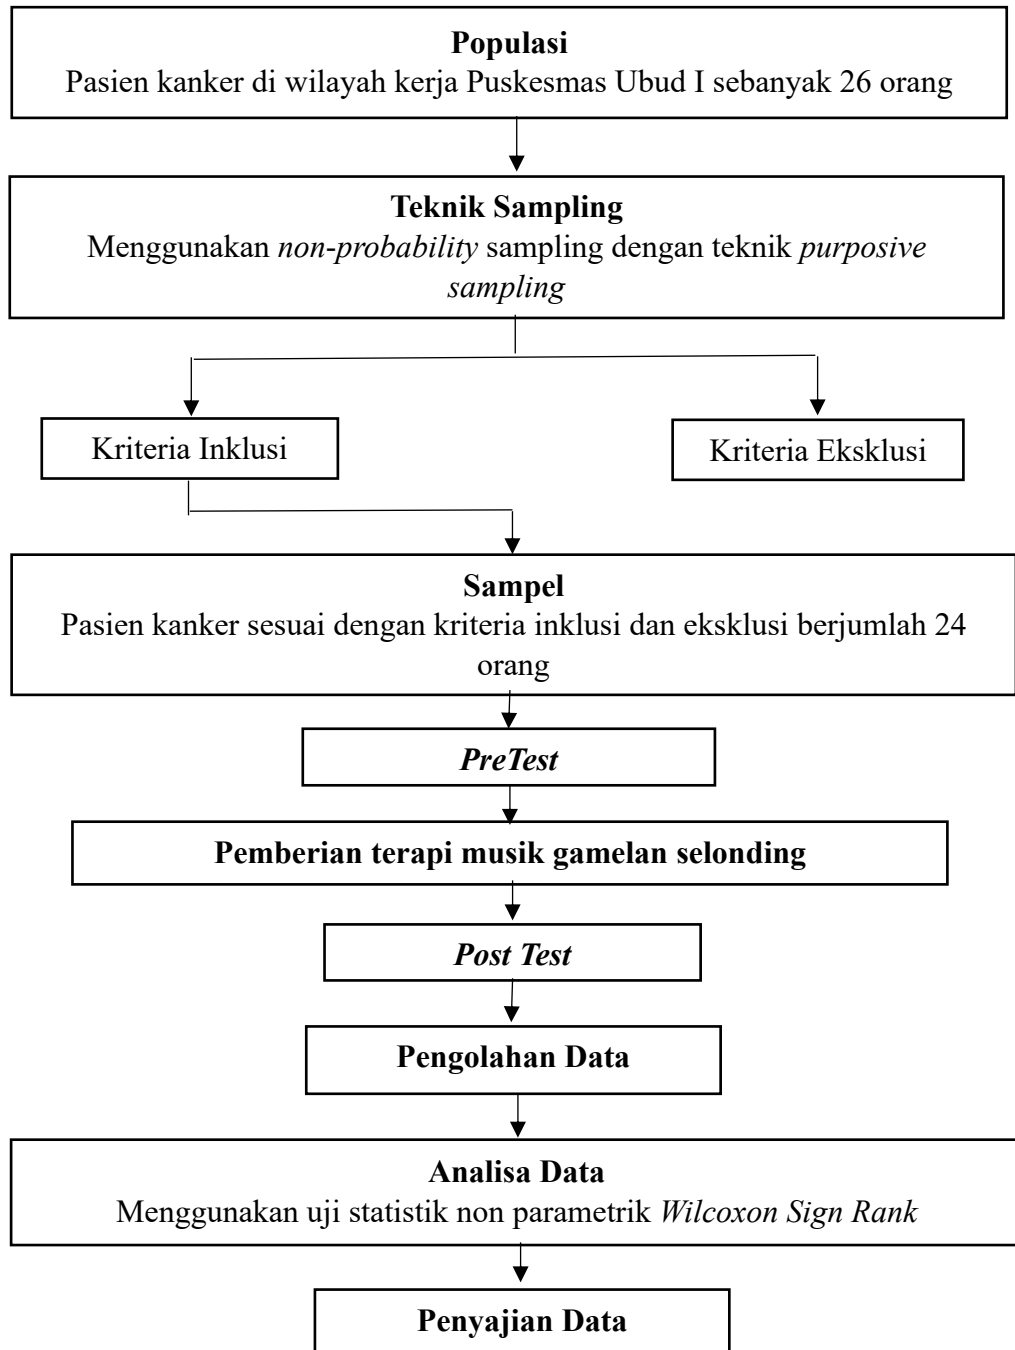 Populasi
Pasien kanker di wilayah kerja Puskesmas Ubud I sebanyak 26 orang
Teknik Sampling
Menggunakan non-probability sampling dengan teknik purposive
sampling
Kriteria Inklusi
Kriteria Eksklusi
Sampel
Pasien kanker sesuai dengan kriteria inklusi dan eksklusi berjumlah 24
orang
PreTest
Pemberian terapi musik gamelan selonding
Post Test
Pengolahan Data
Analisa Data
Menggunakan uji statistik non parametrik Wilcoxon Sign Rank
Penyajian Data